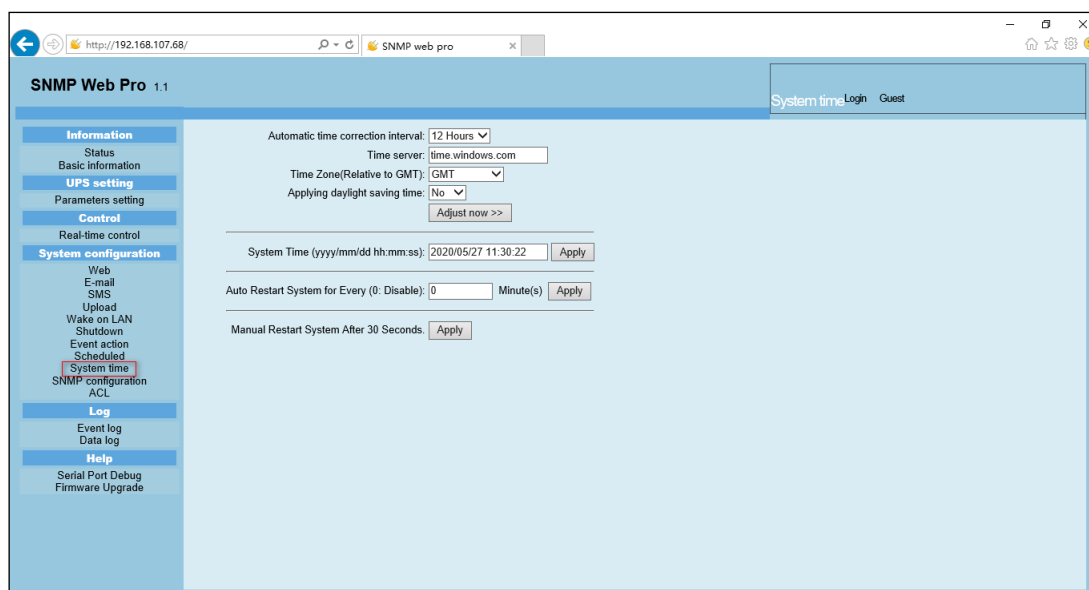 http://192.168.107.68/
SNMP web pro
SNMP Web Pro 1.1
System time Login Guest
Information
Status
Basic information
UPS setting
Parameters setting
Control
Real-time control
System configuration
Web
E-mail
SMS
Upload
Wake on LAN
Shutdown
Event action
Scheduled
System time
SNMP configuration
ACL
Log
Event log
Data log
Help
Serial Port Debug
Firmware Upgrade
Automatic time correction interval: 12 Hours
Time server: time.windows.com
Time Zone(Relative to GMT): GMT
Applying daylight saving time: No
Adjust now >>
System Time (yyyy/mm/dd hh:mm:ss): 2020/05/27 11:30:22 Apply
Auto Restart System for Every (0: Disable): 0 Minute(s) Apply
Manual Restart System After 30 Seconds. Apply